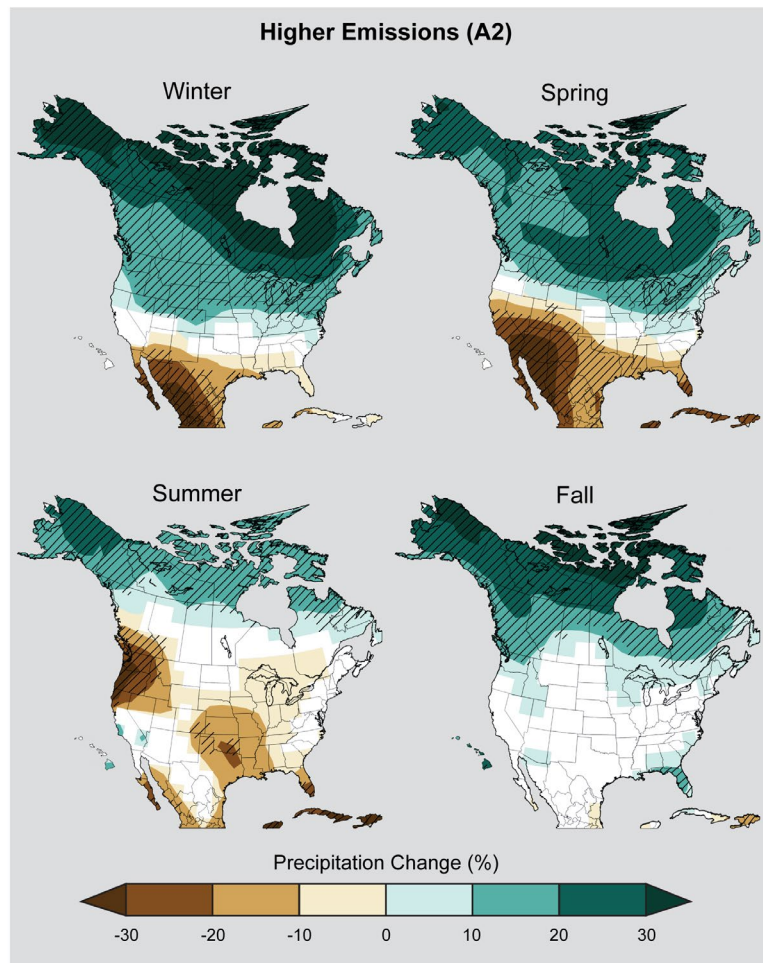 Higher Emissions (A2)
Winter
Spring
Summer
Fall
Precipitation Change (%)
-30 -20 -10 0 10 20 30